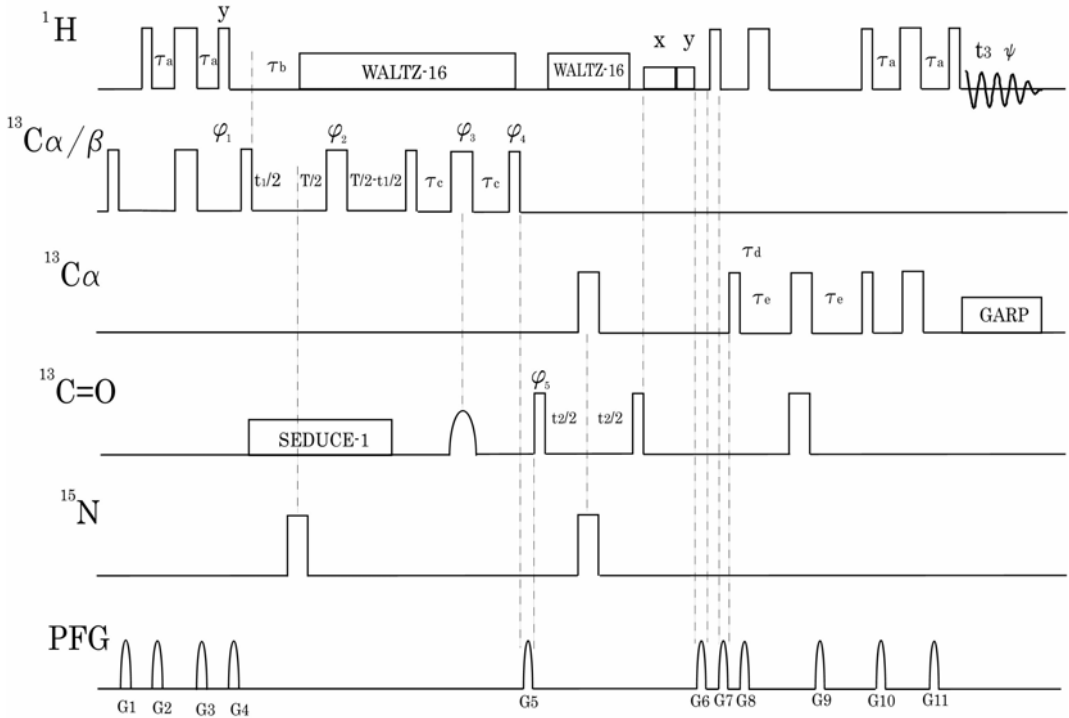 y
¹H τa τa τb WALTZ-16 WALTZ-16 x y τa τa t3 ψ
¹³Cα/β φ1 t1/2 φ2 T/2 T/2-t1/2 τc φ3 τc φ4
¹³Cα τd τe τe GARP
¹³C=O SEDUCE-1 φ5 t2/2 t2/2
¹⁵N
PFG
G1 G2 G3 G4 G5 G6 G7 G8 G9 G10 G11